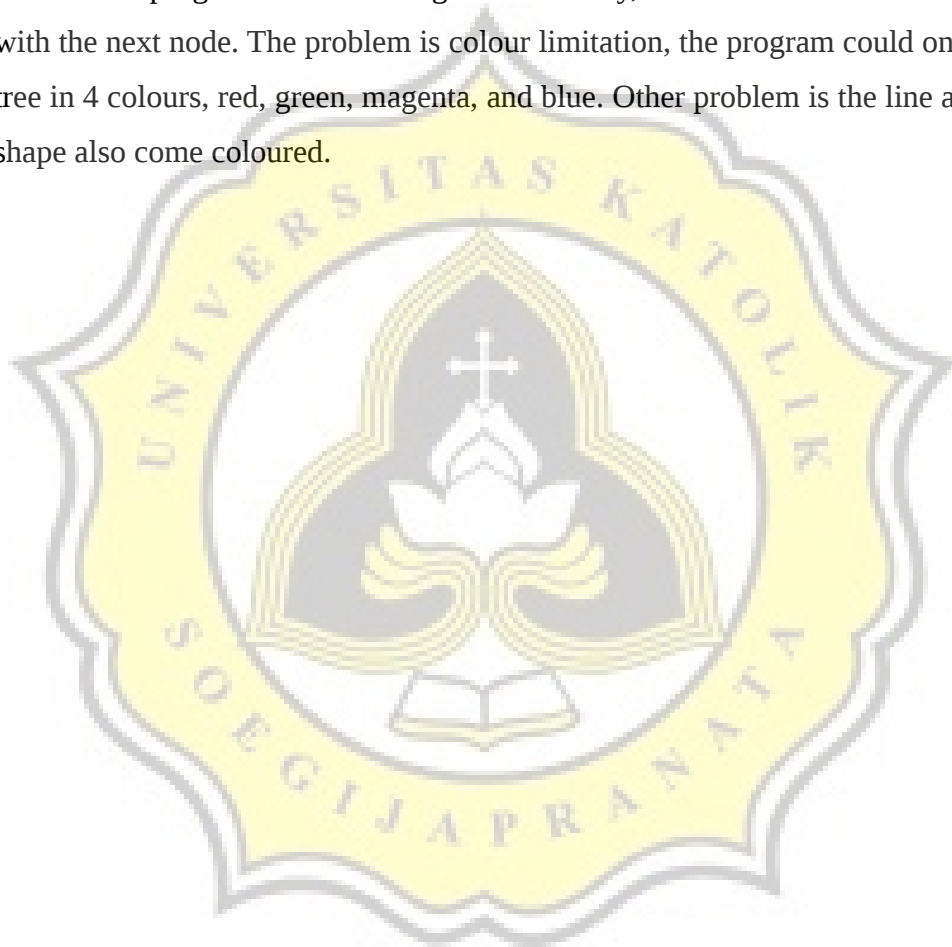 with the next node. The problem is colour limitation, the program could on
tree in 4 colours, red, green, magenta, and blue. Other problem is the line a
shape also come coloured.
UNIVERSITAS KATOLIK
SOEGIJAPRANATA